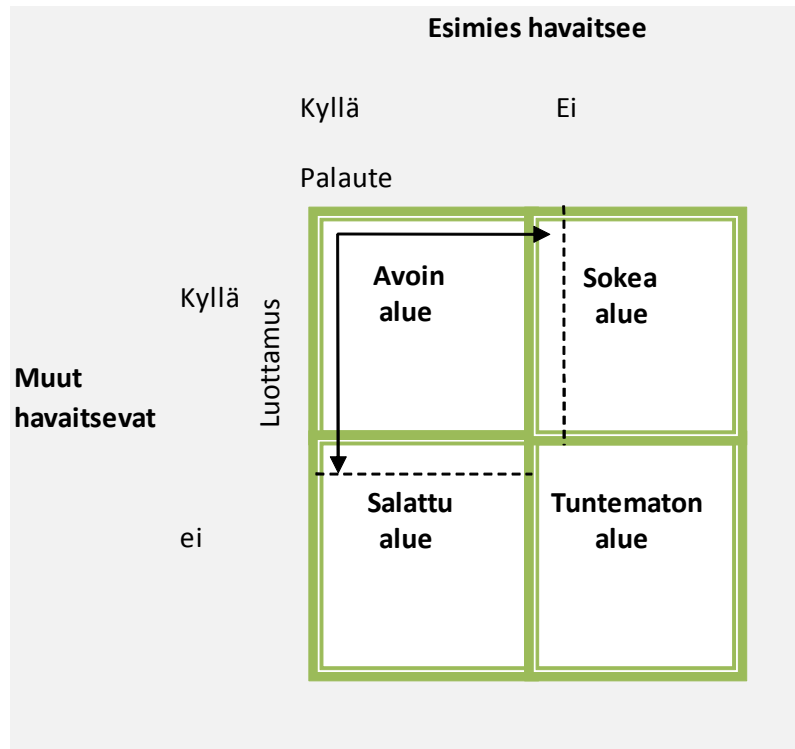 Esimies havaitsee
Kyllä
Ei
Palaute
Kyllä
Luottamus
Avoin
alue
Sokea
alue
Muut
havaitsevat
ei
Salattu
alue
Tuntematon
alue